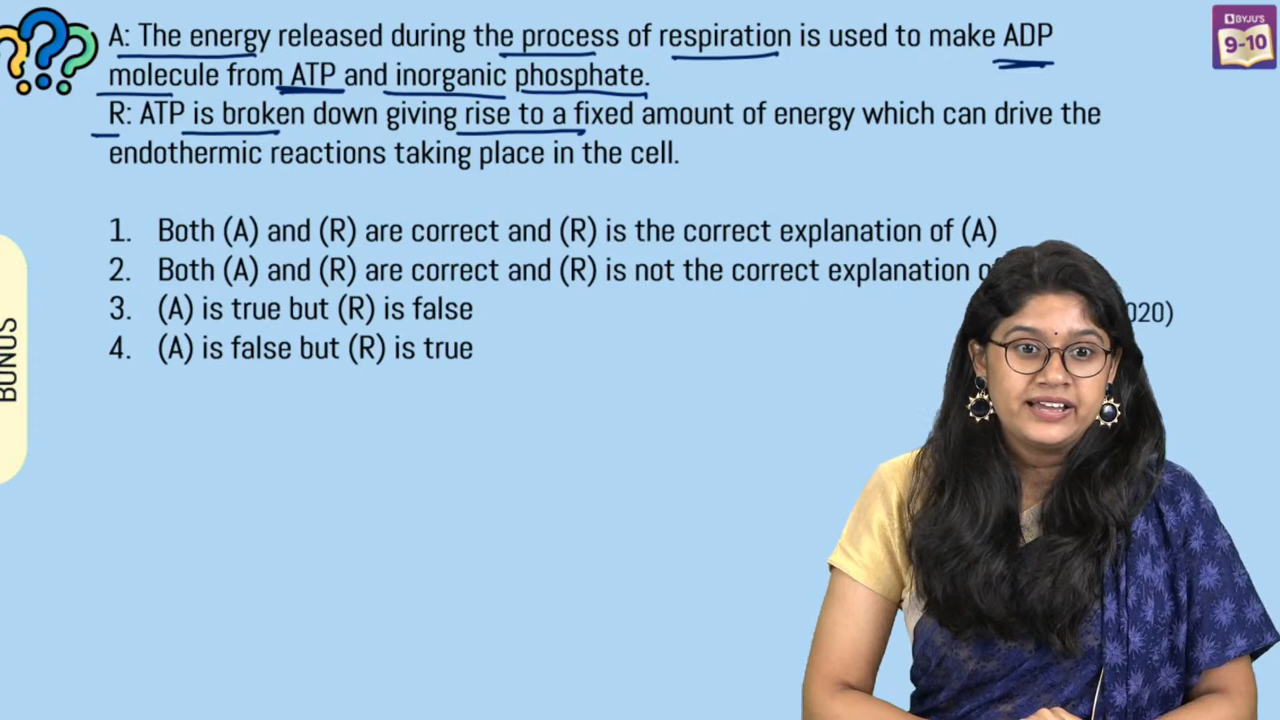 A: The energy released during the process of respiration is used to make ADP
molecule from ATP and inorganic phosphate.
R: ATP is broken down giving rise to a fixed amount of energy which can drive the
endothermic reactions taking place in the cell.
1. Both (A) and (R) are correct and (R) is the correct explanation of (A)
2. Both (A) and (R) are correct and (R) is not the correct explanation
3. (A) is true but (R) is false
020)
4. (A) is false but (R) is true
BONUS
BYJU'S
9-10